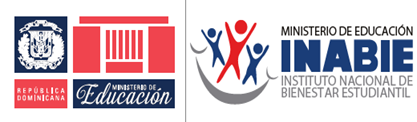 REPÚBLICA
DOMINICANA
MINISTERIO DE
Educación
MINISTERIO DE EDUCACIÓN
INABIE
INSTITUTO NACIONAL DE
BIENESTAR ESTUDIANTIL